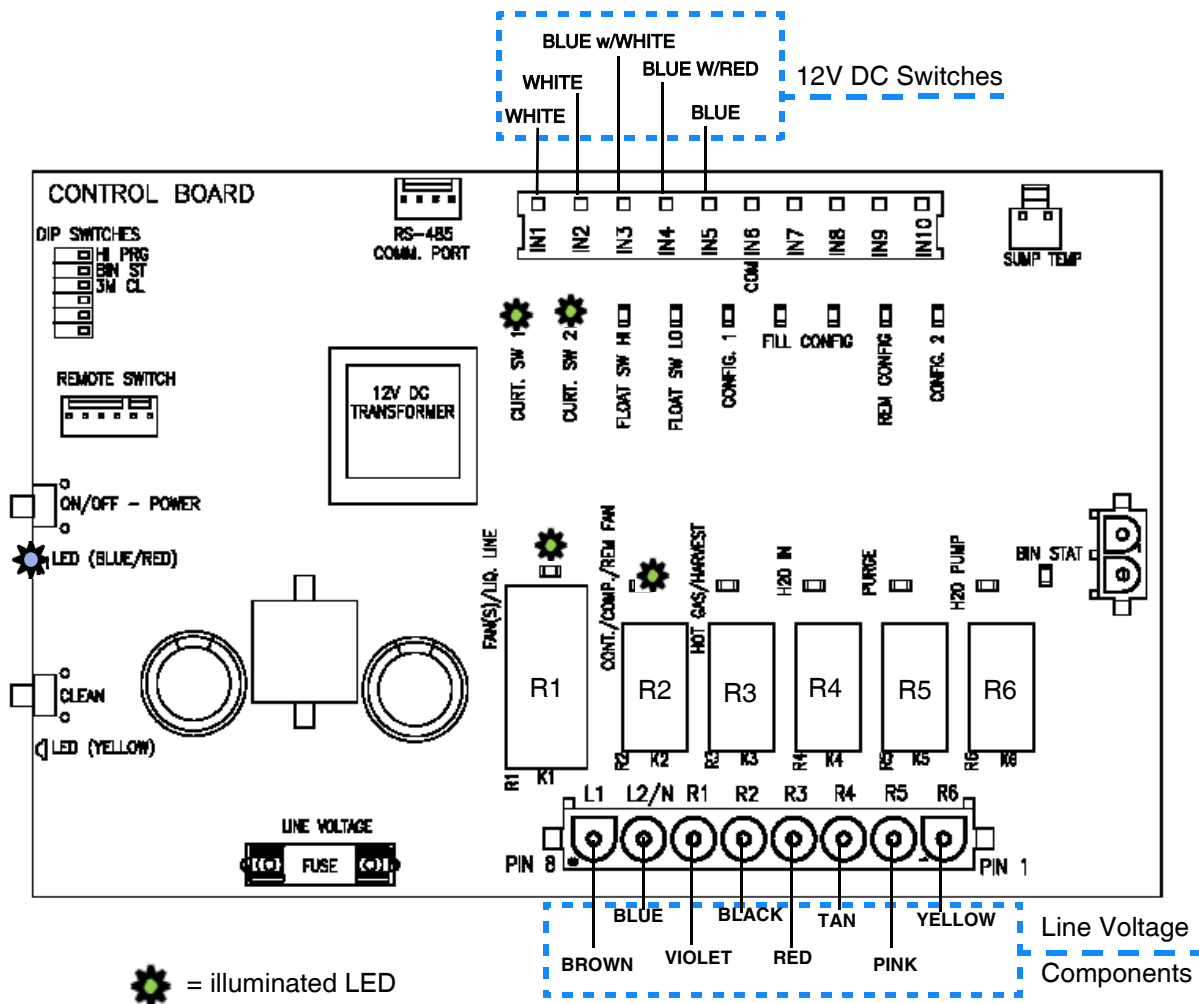 BLUE w/WHITE
BLUE W/RED
12V DC Switches
WHITE
WHITE
BLUE
CONTROL BOARD
DIP SWITCHES
HI PRG
BIN ST
3M CL
RS-485
COMM. PORT
IN1
IN2
IN3
IN4
IN5
COM IN6
IN7
IN8
IN9
IN10
SUMP TEMP
CURT. SW 1
CURT. SW 2
FLOAT SW HI
FLOAT SW LO
CONFIG. 1
FILL CONFIG
REM CONFIG
CONFIG. 2
REMOTE SWITCH
12V DC
TRANSFORMER
ON/OFF - POWER
LED (BLUE/RED)
FAN(S)/LIQ. LINE
CONT./COMP./REM FAN
HOT GAS/HARVEST
H2O IN
PURGE
H2O PUMP
BIN STAT
CLEAN
LED (YELLOW)
R1
R2
R3
R4
R5
R6
R1 K1
R2 K2
R3 K3
R4 K4
R5 K5
R6 K6
LINE VOLTAGE
FUSE
L1 L2/N R1 R2 R3 R4 R5 R6
PIN 8
PIN 1
BLUE
BLACK
TAN
YELLOW
BROWN
VIOLET
RED
PINK
Line Voltage
Components
= illuminated LED